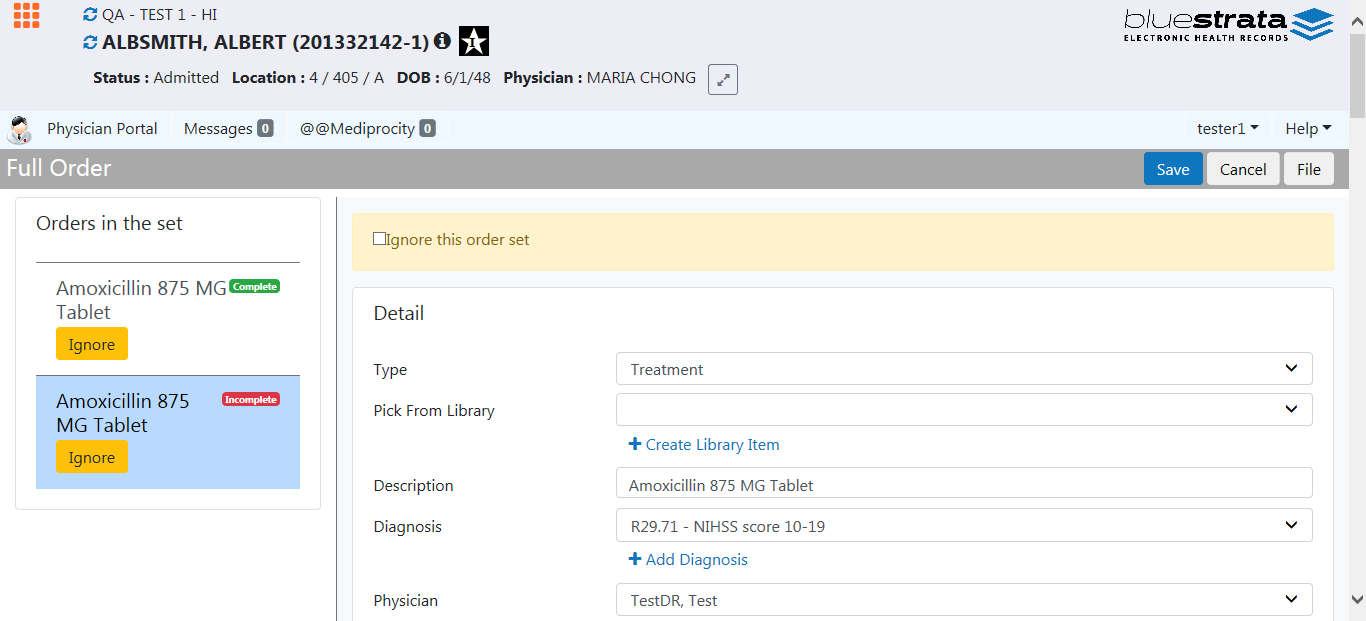 QA - TEST 1 - HI
ALBSMITH, ALBERT (201332142-1)
1
bluestrata
ELECTRONIC HEALTH RECORDS
Status : Admitted Location : 4 / 405 / A DOB : 6/1/48 Physician : MARIA CHONG
Physician Portal Messages 0 @@Mediprocity 0 tester1 Help
Full Order Save Cancel File
Orders in the set
Amoxicillin 875 MG Complete
Tablet
Ignore
Amoxicillin 875 Incomplete
MG Tablet
Ignore
Ignore this order set
Detail
Type Treatment
Pick From Library
+ Create Library Item
Description Amoxicillin 875 MG Tablet
Diagnosis R29.71 - NIHSS score 10-19
+ Add Diagnosis
Physician TestDR, Test